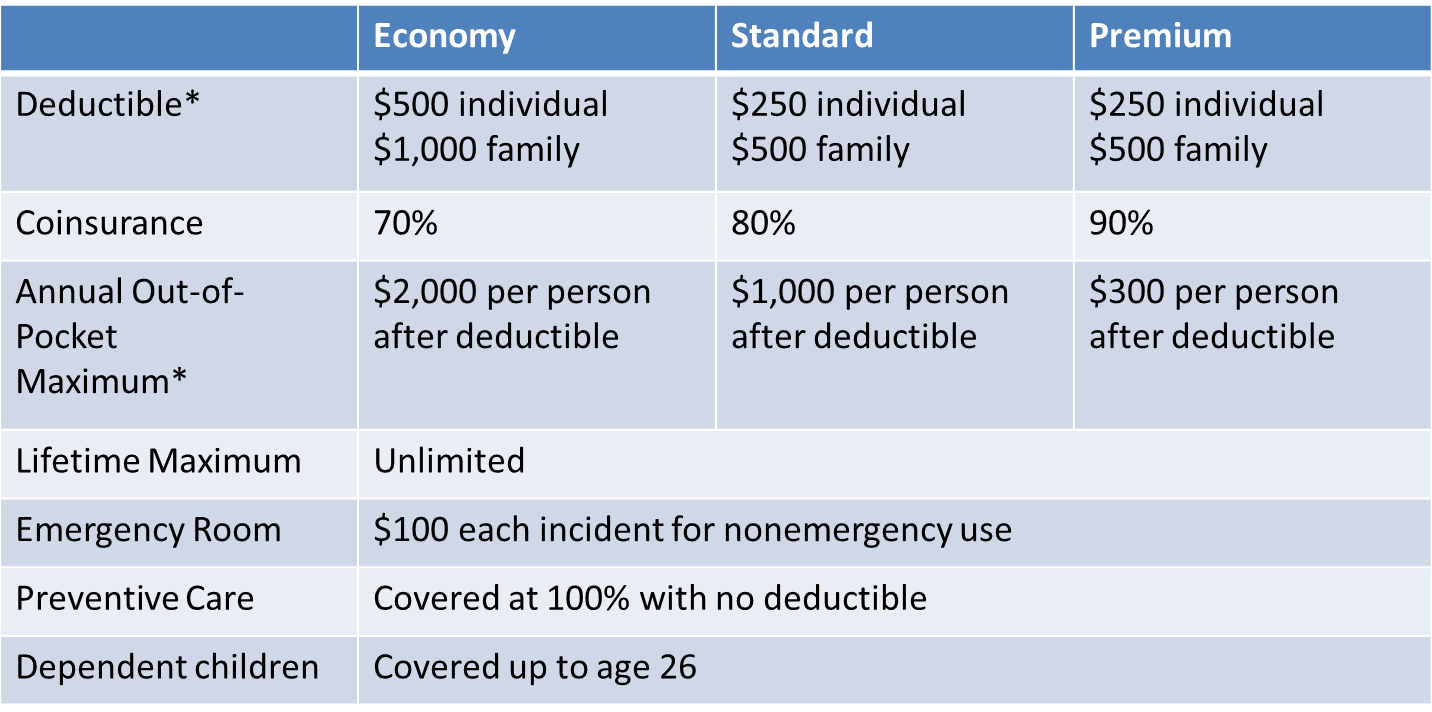 Economy Standard Premium
Deductible* $500 individual $250 individual $250 individual
$1,000 family $500 family $500 family
Coinsurance 70% 80% 90%
Annual Out-of- $2,000 per person $1,000 per person $300 per person
Pocket after deductible after deductible after deductible
Maximum*
Lifetime Maximum Unlimited
Emergency Room $100 each incident for nonemergency use
Preventive Care Covered at 100% with no deductible
Dependent children Covered up to age 26